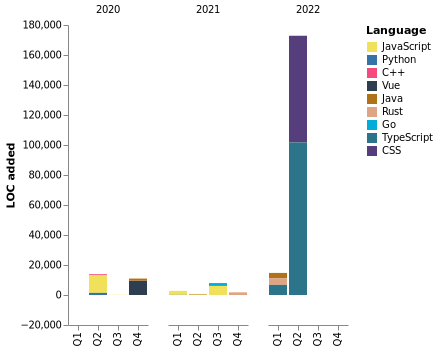 2020 2021 2022
LOC added
180,000
160,000
140,000
120,000
100,000
80,000
60,000
40,000
20,000
0
−20,000
Q1 Q2 Q3 Q4 Q1 Q2 Q3 Q4 Q1 Q2 Q3 Q4
Language
JavaScript
Python
C++
Vue
Java
Rust
Go
TypeScript
CSS